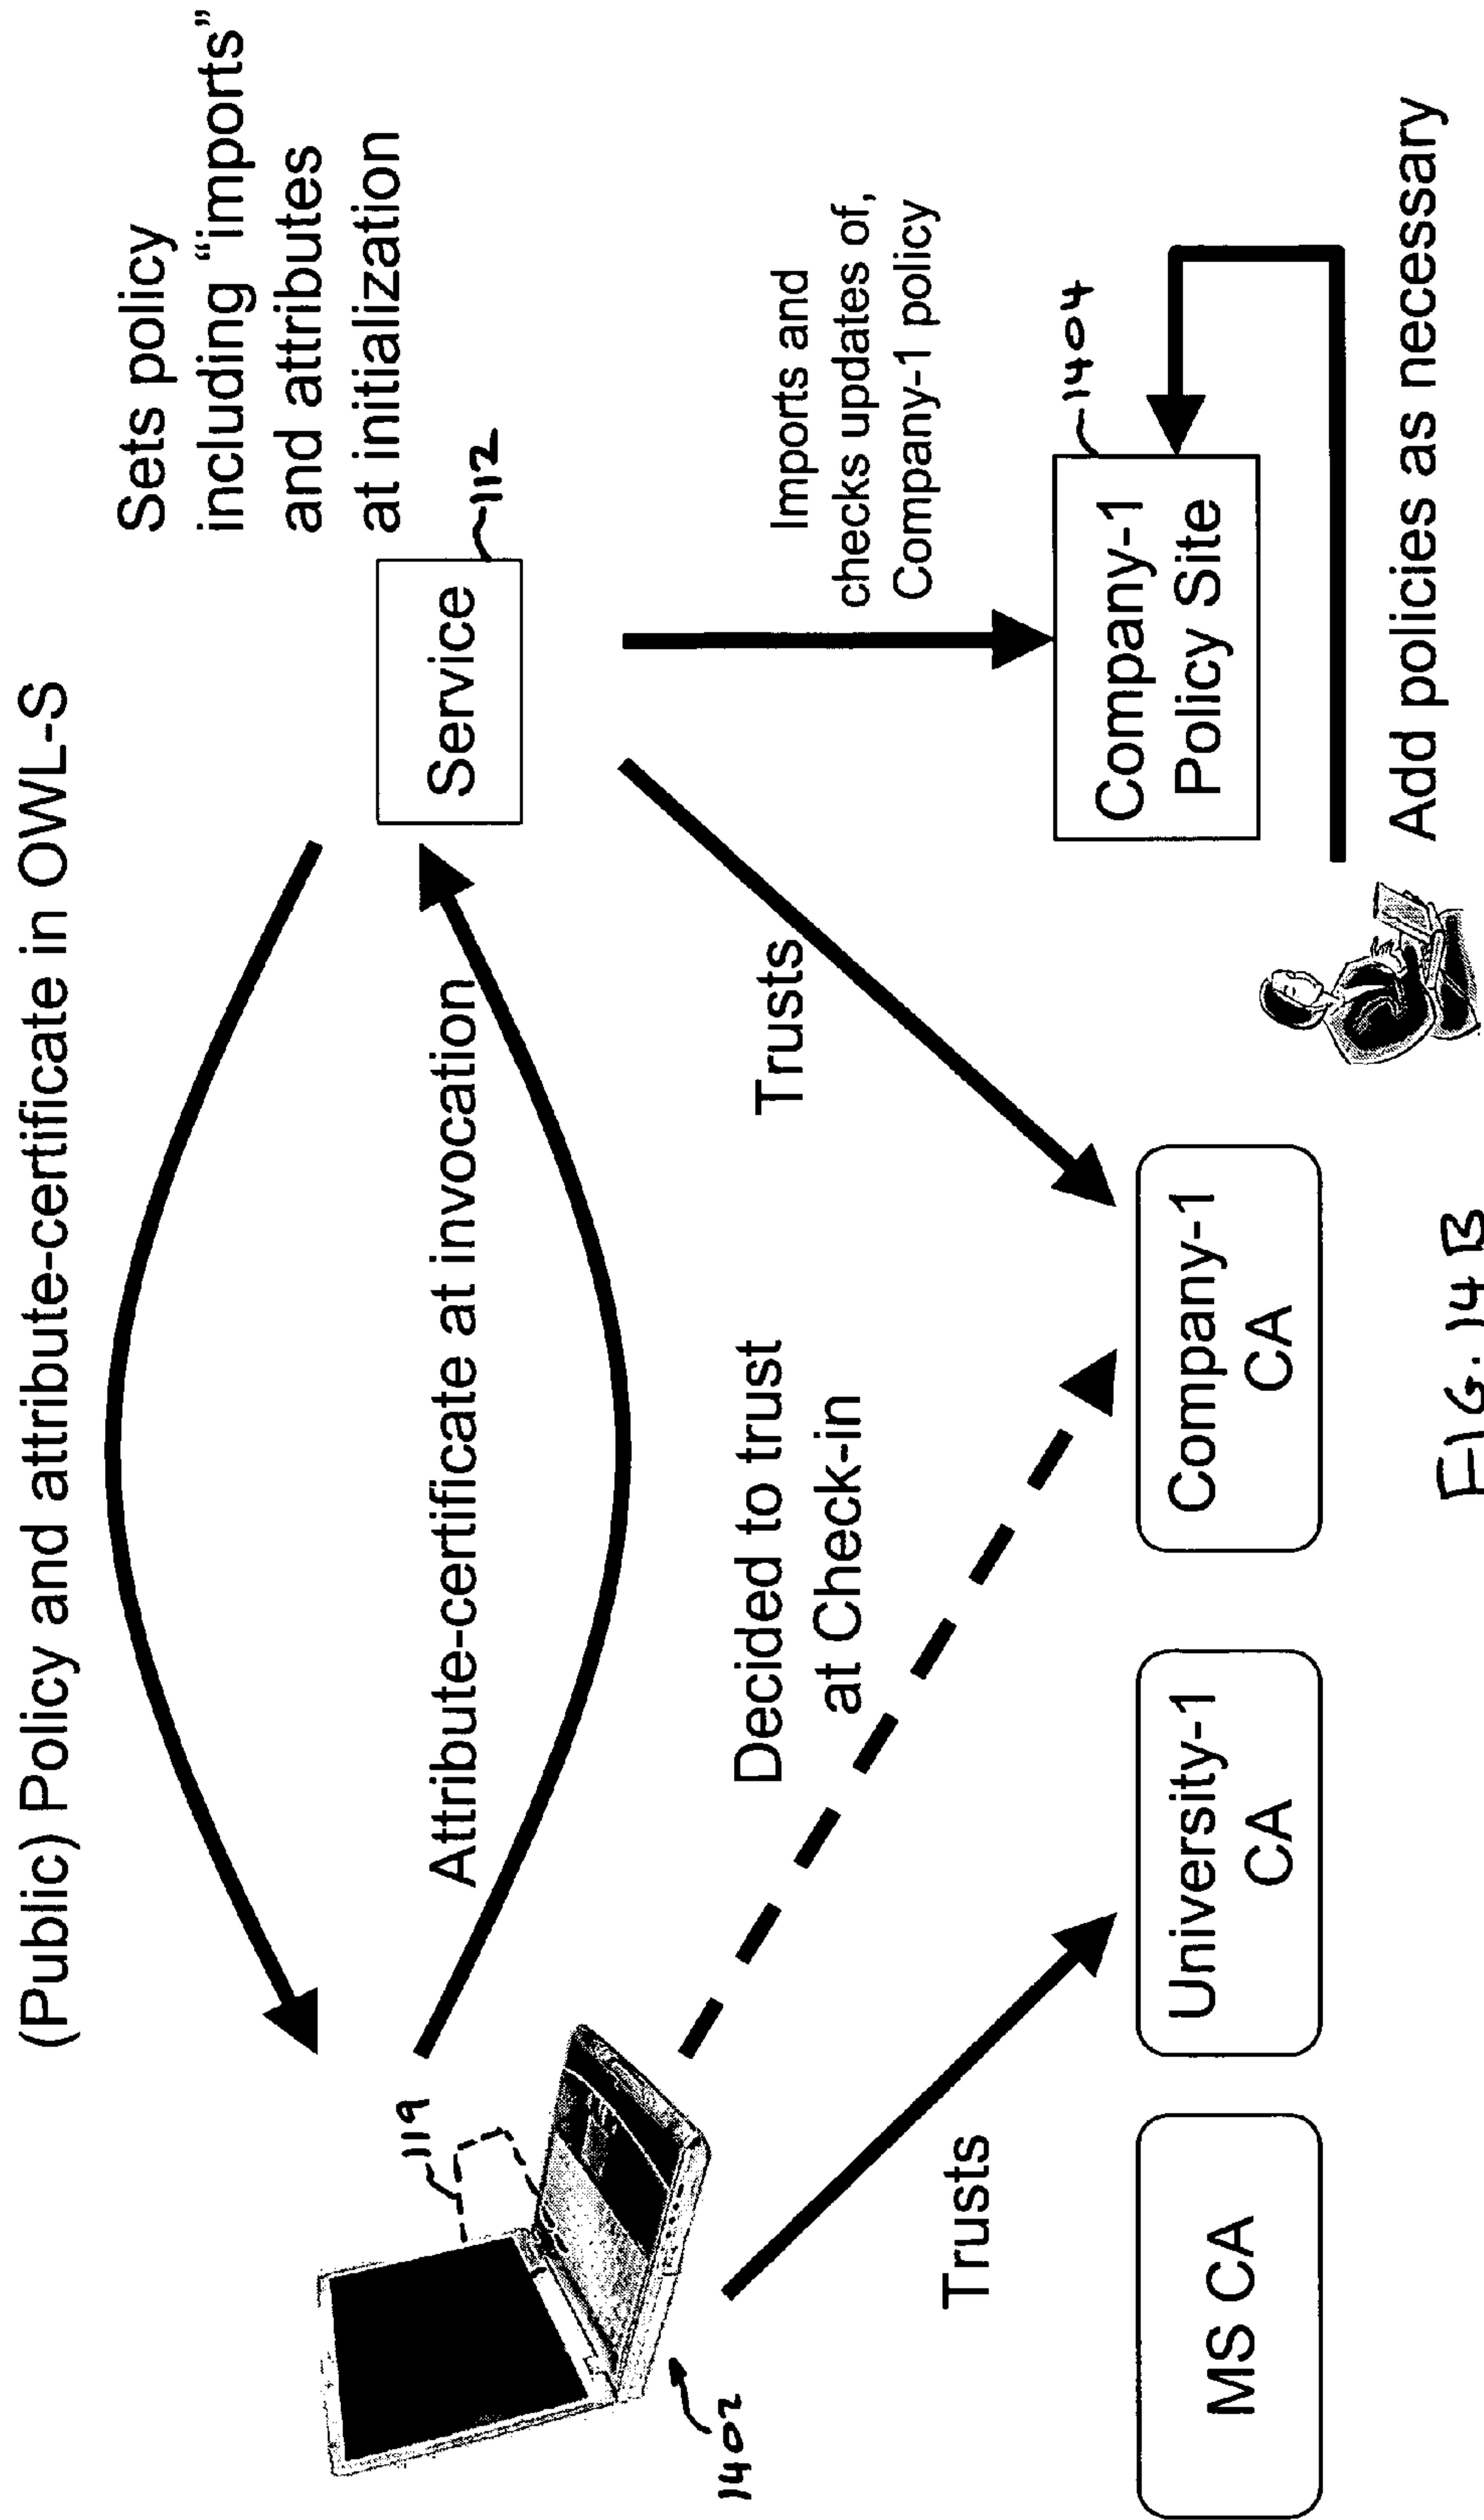 (Public) Policy and attribute-certificate in OWL-S
Sets policy
including “imports”
and attributes
at initialization
Service
112
119
Attribute-certificate at invocation
1402
Decided to trust
at Check-in
Trusts
Imports and
checks updates of,
Company-1 policy
Trusts
1404
MS CA
University-1
CA
Company-1
CA
Company-1
Policy Site
Add policies as necessary
FIG. 14B